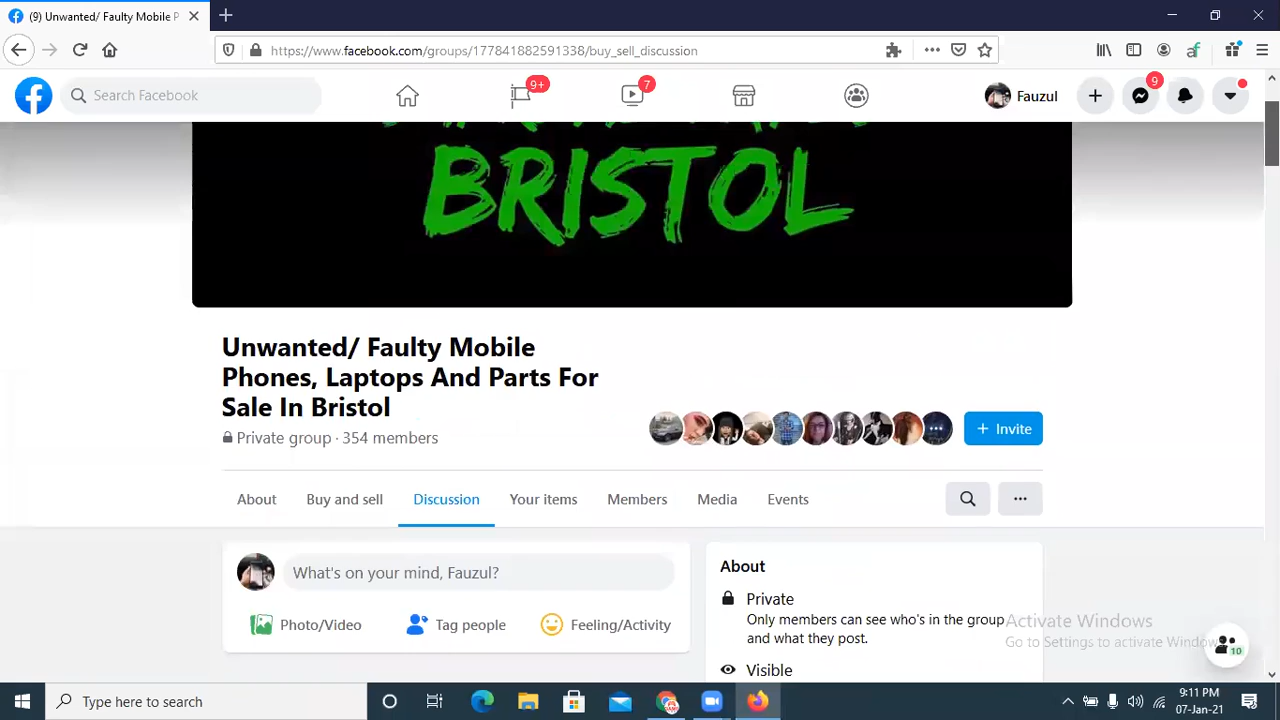 (9) Unwanted/ Faulty Mobile P
https://www.facebook.com/groups/177841882591338/buy_sell_discussion
Search Facebook
9+
7
Fauzul
9
BRISTOL
Unwanted/ Faulty Mobile
Phones, Laptops And Parts For
Sale In Bristol
Private group · 354 members
+ Invite
About
Buy and sell
Discussion
Your items
Members
Media
Events
What's on your mind, Fauzul?
Photo/Video
Tag people
Feeling/Activity
About
Private
Only members can see who's in the group
and what they post.
Visible
Activate Windows
Go to Settings to activate Windows
10
Type here to search
9:11 PM
07-Jan-21